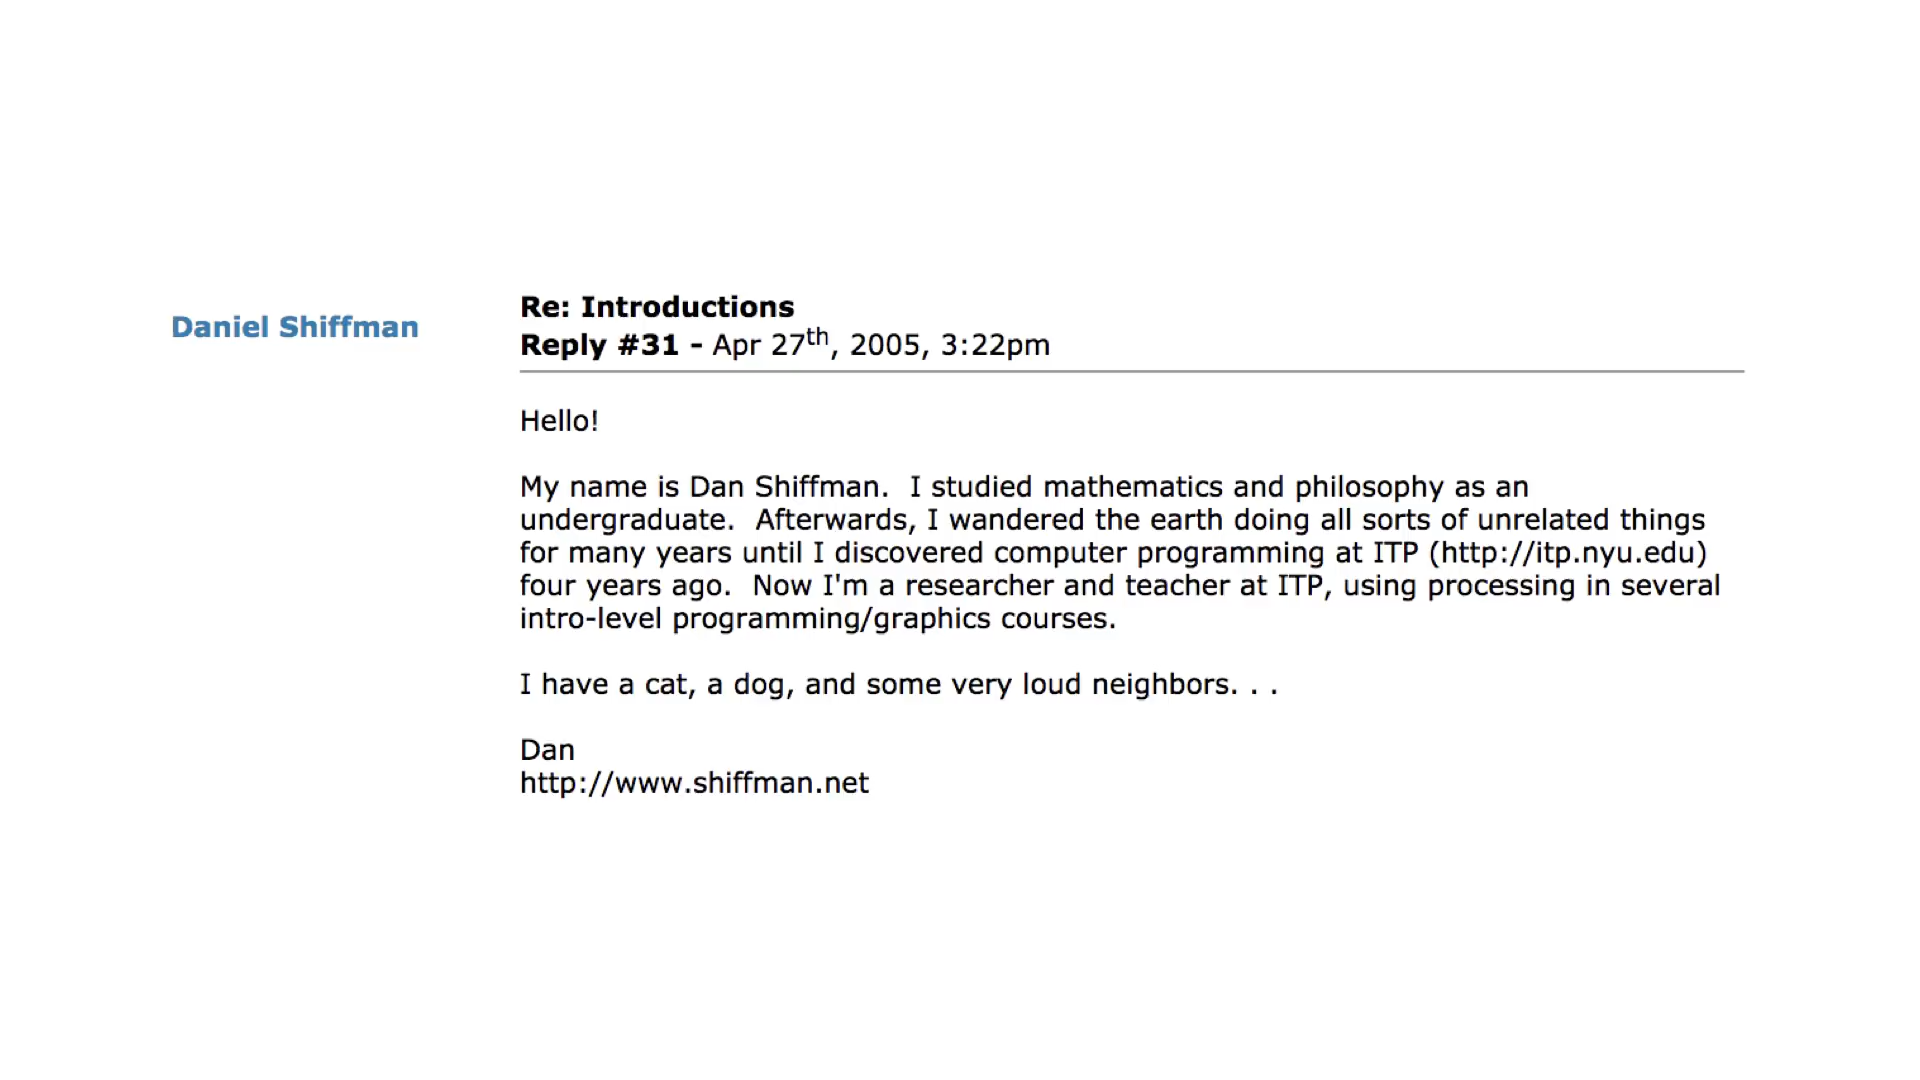 Daniel Shiffman
Re: Introductions
Reply #31 - Apr 27th, 2005, 3:22pm
Hello!
My name is Dan Shiffman.  I studied mathematics and philosophy as an
undergraduate.  Afterwards, I wandered the earth doing all sorts of unrelated things
for many years until I discovered computer programming at ITP (http://itp.nyu.edu)
four years ago.  Now I'm a researcher and teacher at ITP, using processing in several
intro-level programming/graphics courses.
I have a cat, a dog, and some very loud neighbors. . .
Dan
http://www.shiffman.net